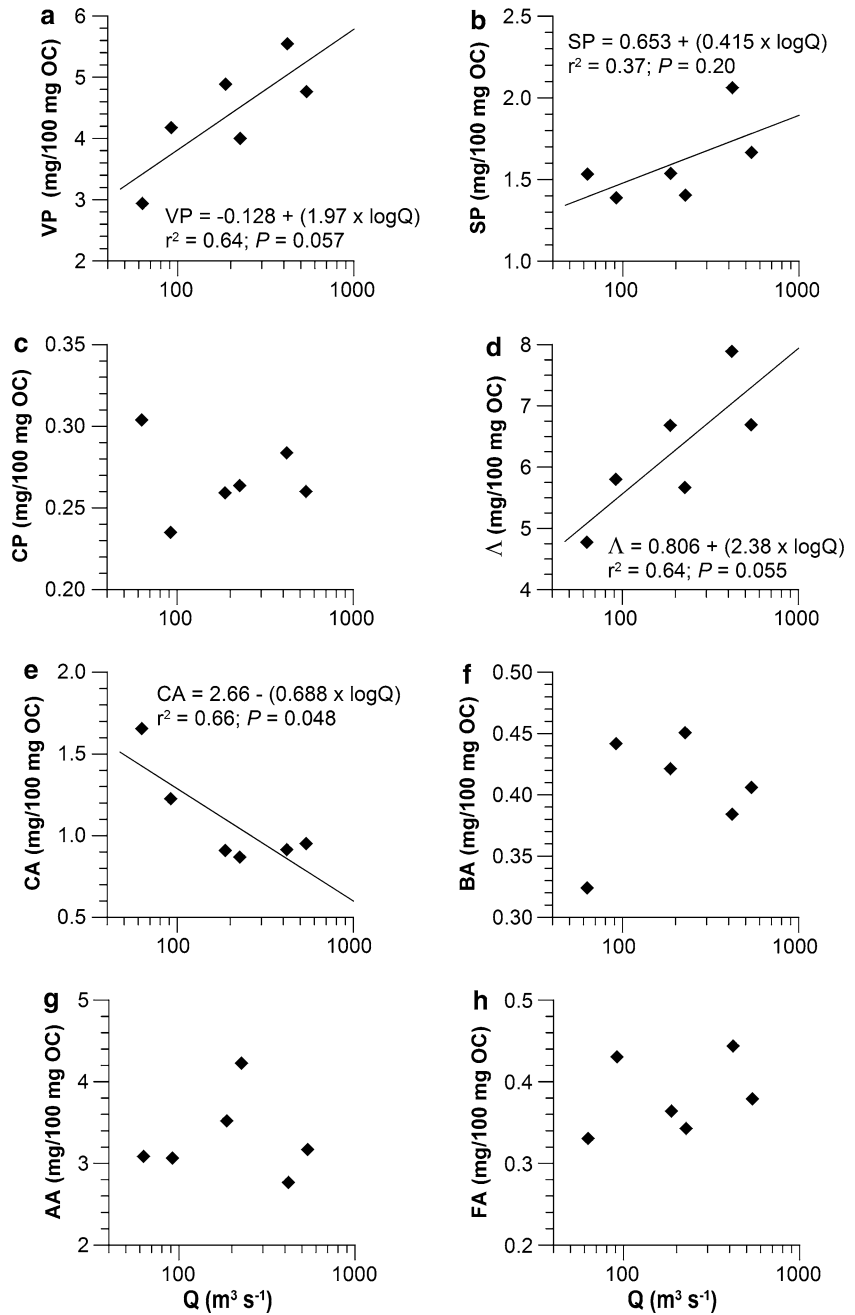 a
6
5
4
3
2
VP (mg/100 mg OC)
VP = -0.128 + (1.97 x logQ)
r² = 0.64; P = 0.057
100
1000
b
2.5
2.0
1.5
1.0
SP (mg/100 mg OC)
SP = 0.653 + (0.415 x logQ)
r² = 0.37; P = 0.20
100
1000
c
0.35
0.30
0.25
0.20
CP (mg/100 mg OC)
100
1000
d
8
7
6
5
4
Λ (mg/100 mg OC)
Λ = 0.806 + (2.38 x logQ)
r² = 0.64; P = 0.055
100
1000
e
2.0
1.5
1.0
0.5
CA (mg/100 mg OC)
CA = 2.66 - (0.688 x logQ)
r² = 0.66; P = 0.048
100
1000
f
0.50
0.45
0.40
0.35
0.30
BA (mg/100 mg OC)
100
1000
g
5
4
3
2
AA (mg/100 mg OC)
100
1000
Q (m³ s⁻¹)
h
0.5
0.4
0.3
0.2
FA (mg/100 mg OC)
100
1000
Q (m³ s⁻¹)